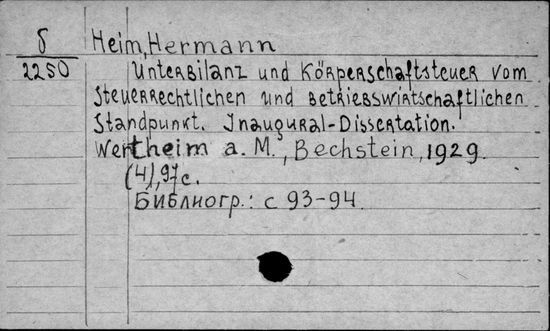 δ Heim, Hermann
2250 Unterbilanz und Körperschaftsteuer vom
steuerrechtlichen und betriebswirtschaftlichen
Standpunkt. Inaugural-Dissertation.
Wertheim a. M., Bechstein, 1929.
(4), 97 с.
Библиогр.: с 93-94.